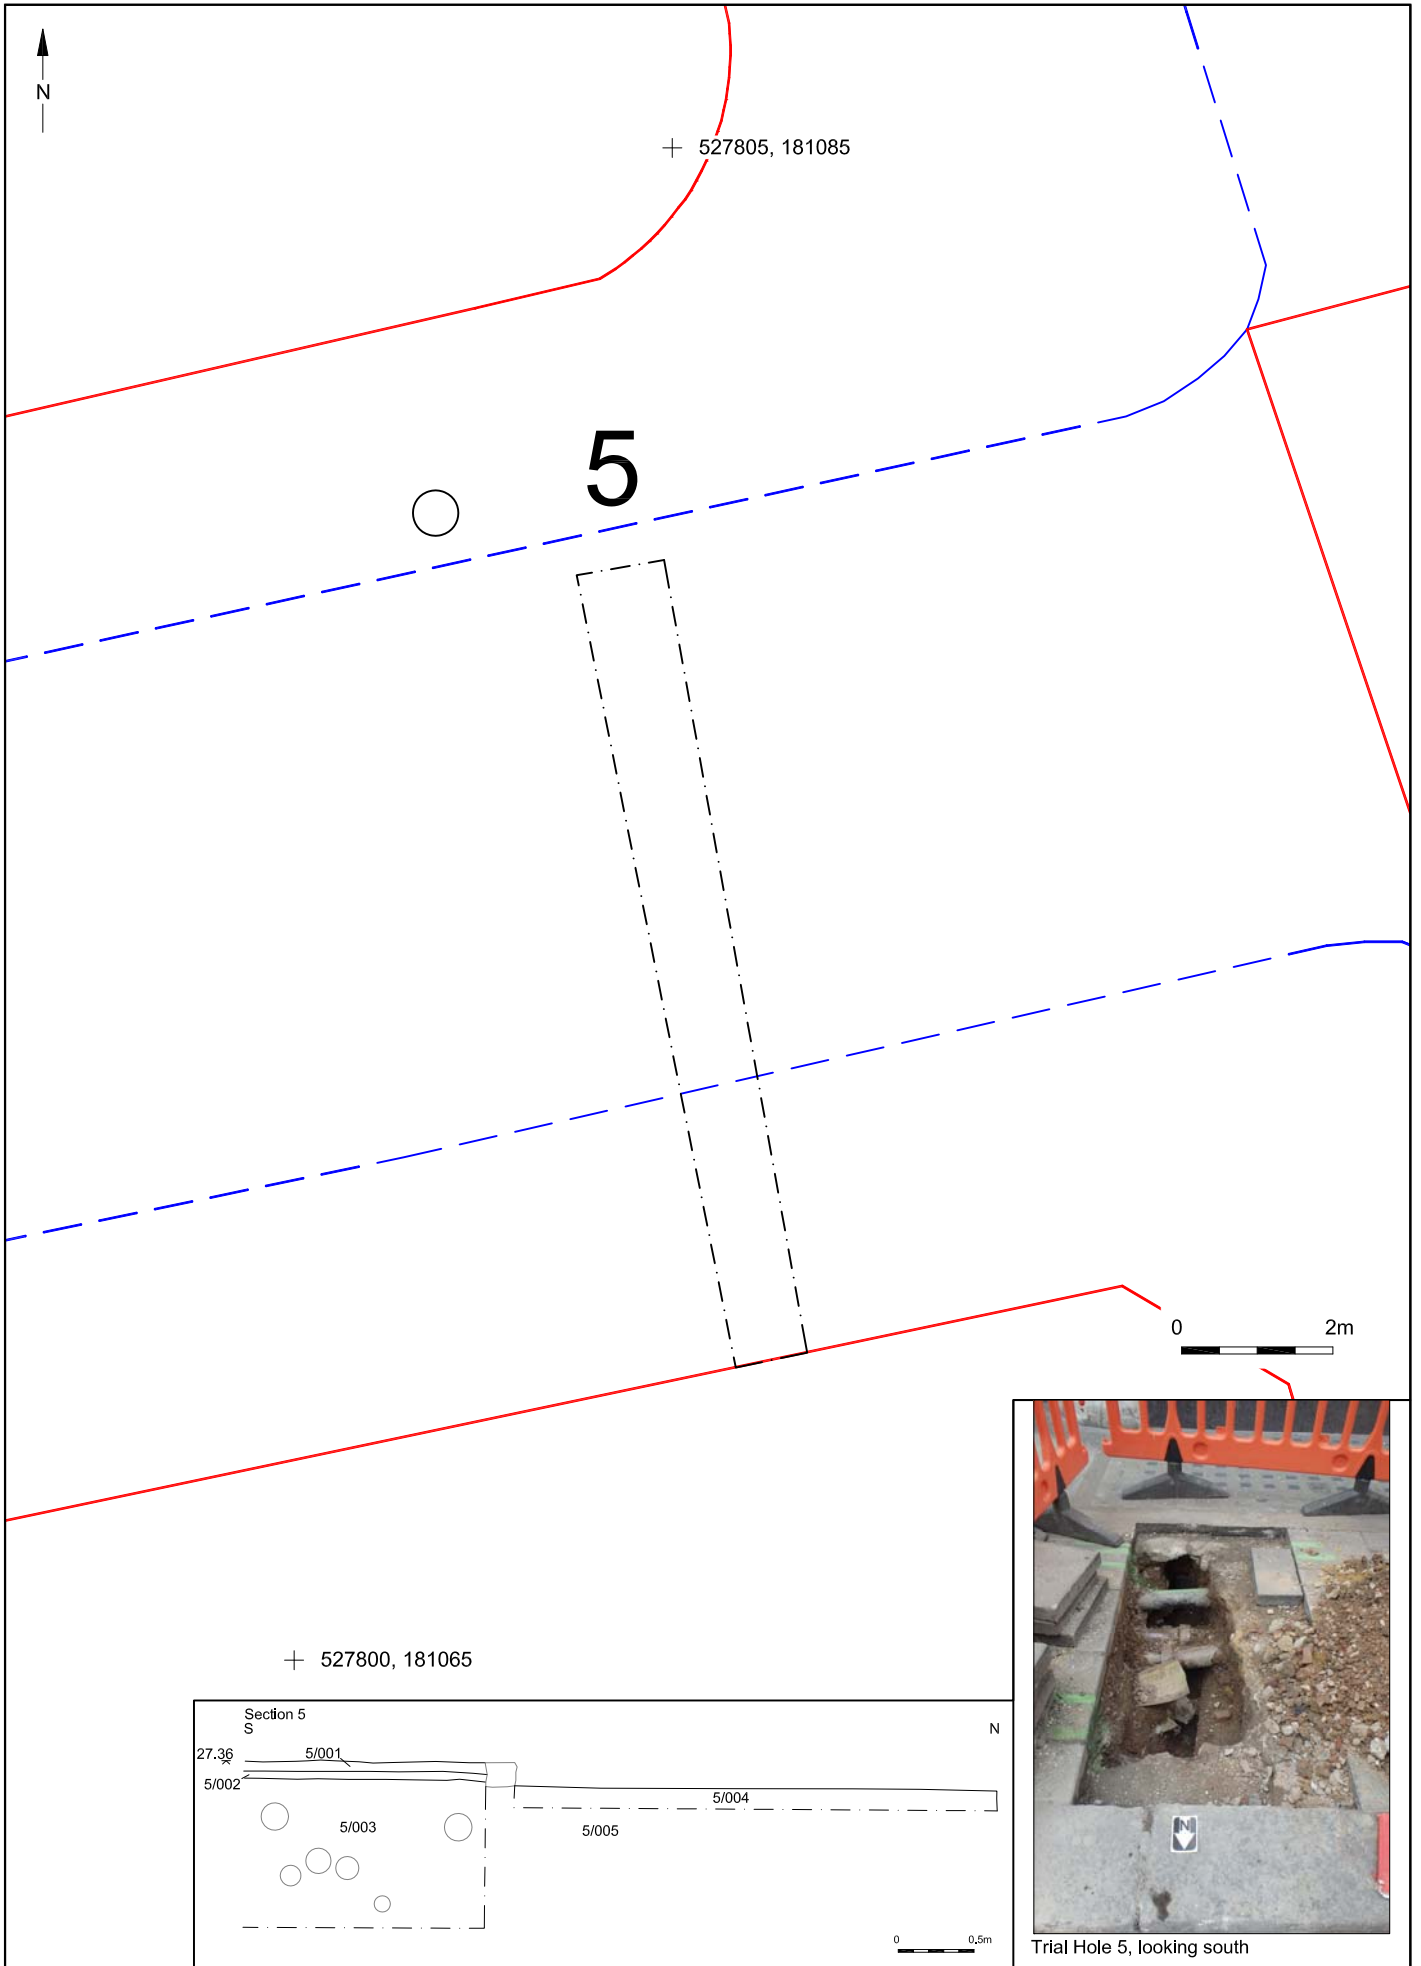 N
527805, 181085
5
0 2m
527800, 181065
Section 5
S N
27.36
5/001
5/002
5/004
5/003
5/005
0 0.5m
N
Trial Hole 5, looking south